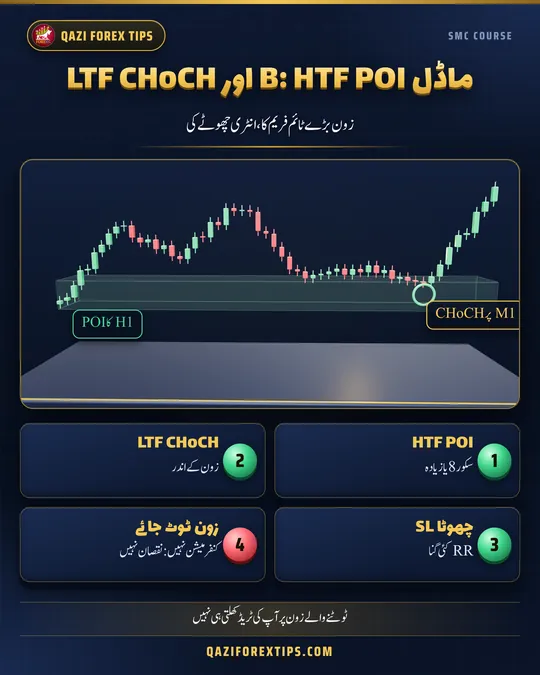 QAZI FOREX TIPS
SMC COURSE
ماڈل B: HTF POI اور LTF CHoCH
زون بڑے ٹائم فریم کا، انٹری چھوٹے کی
H1 کا POI
M1 پر CHoCH
1
HTF POI
سکور 8 یا زیادہ
2
LTF CHoCH
زون کے اندر
3
چھوٹا SL
RR کئی گنا
4
زون ٹوٹ جائے
کنفرمیشن نہیں: نقصان نہیں
ٹوٹنے والے زون پر آپ کی ٹریڈ کھلتی ہی نہیں
QAZIFOREXTIPS.COM